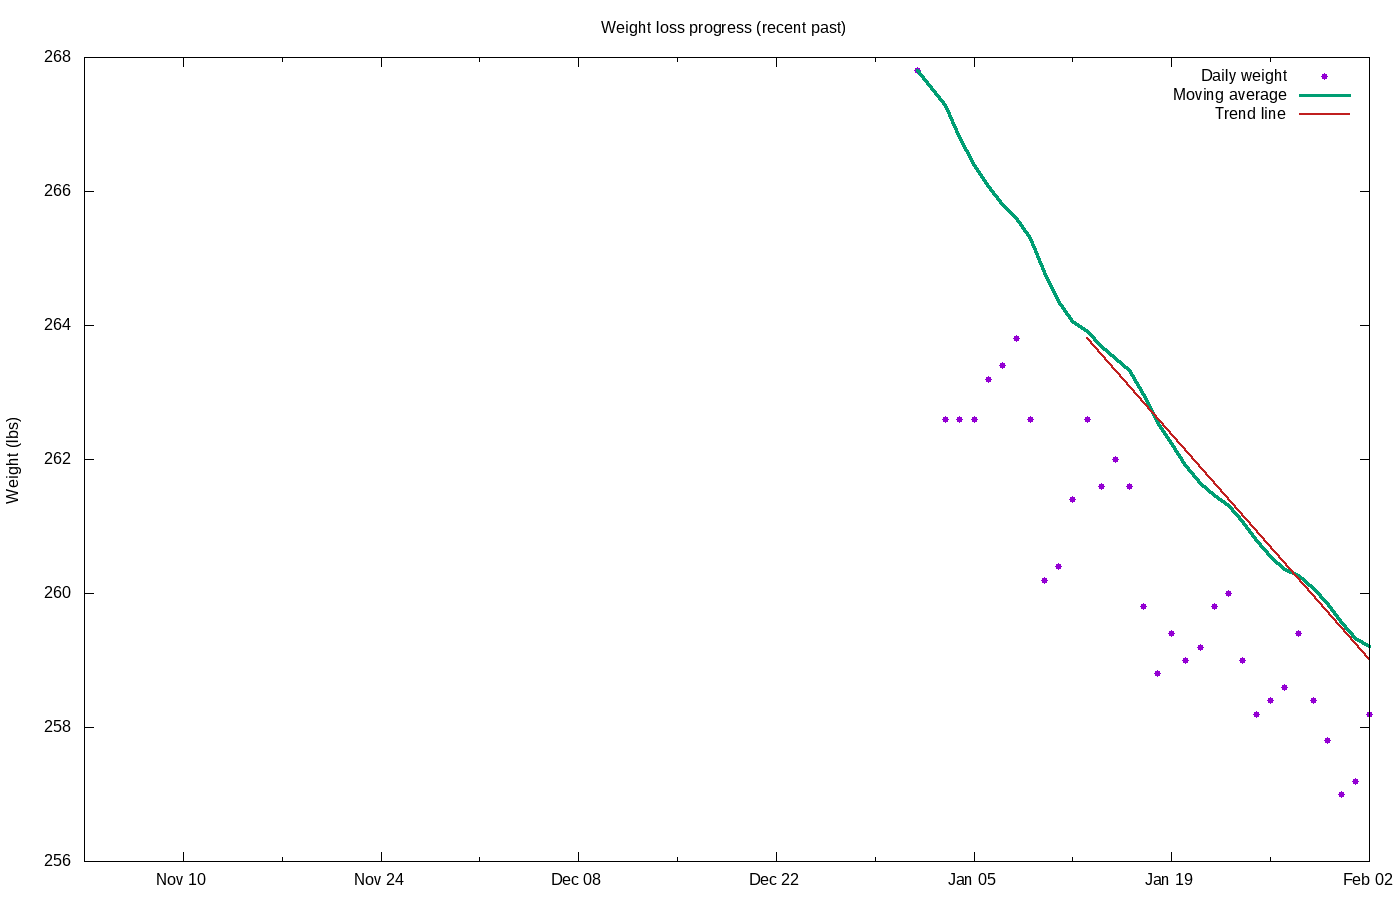 Weight loss progress (recent past)
268
266
264
262
260
258
256
Weight (lbs)
Daily weight
Moving average
Trend line
Nov 10 Nov 24 Dec 08 Dec 22 Jan 05 Jan 19 Feb 02